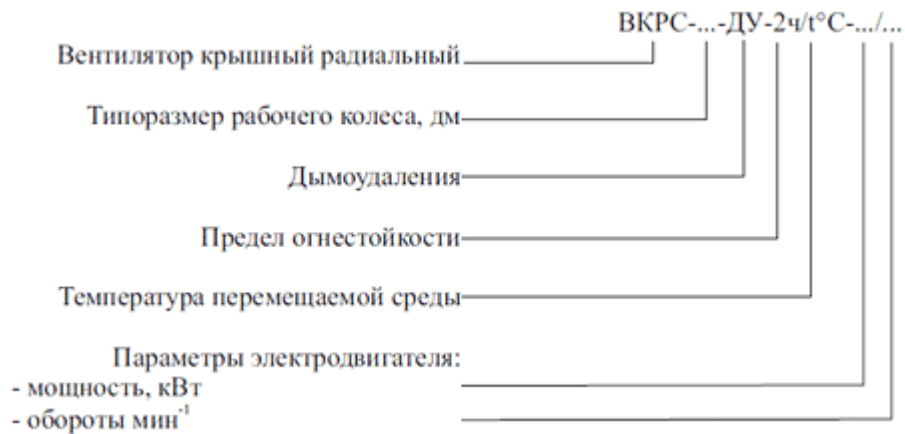 ВКРС-...-ДУ-2ч/t°C-.../...
Вентилятор крышный радиальный
Типоразмер рабочего колеса, дм
Дымоудаления
Предел огнестойкости
Температура перемещаемой среды
Параметры электродвигателя:
- мощность, кВт
- обороты мин⁻¹